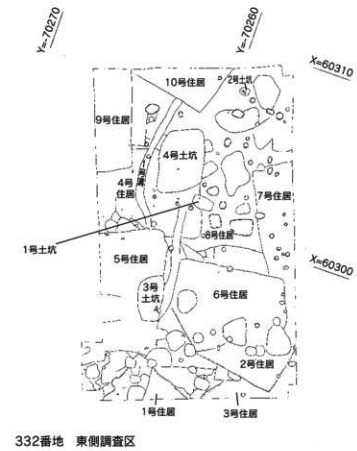 Y=-70270
Y=-70260
X=60310
10号住居
2号土坑
9号住居
4号土坑
1号溝
4号
住居
7号住居
1号土坑
8号住居
5号住居
X=60300
3号
土坑
6号住居
2号住居
1号住居
3号住居
332番地 東側調査区